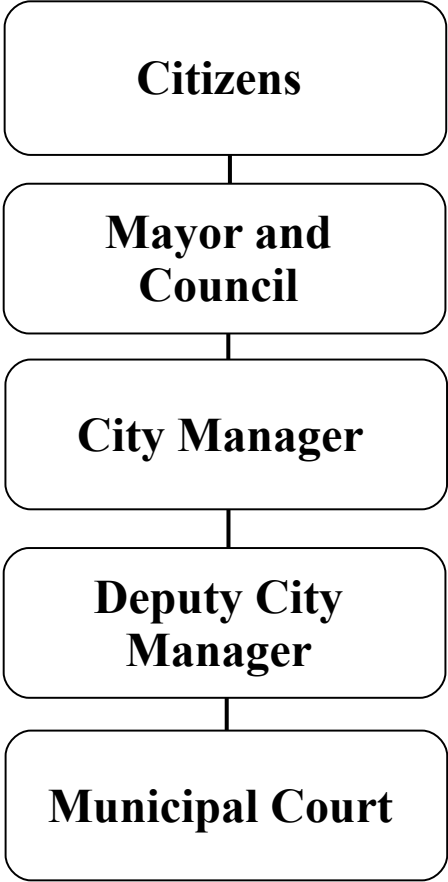 Citizens
Mayor and
Council
City Manager
Deputy City
Manager
Municipal Court